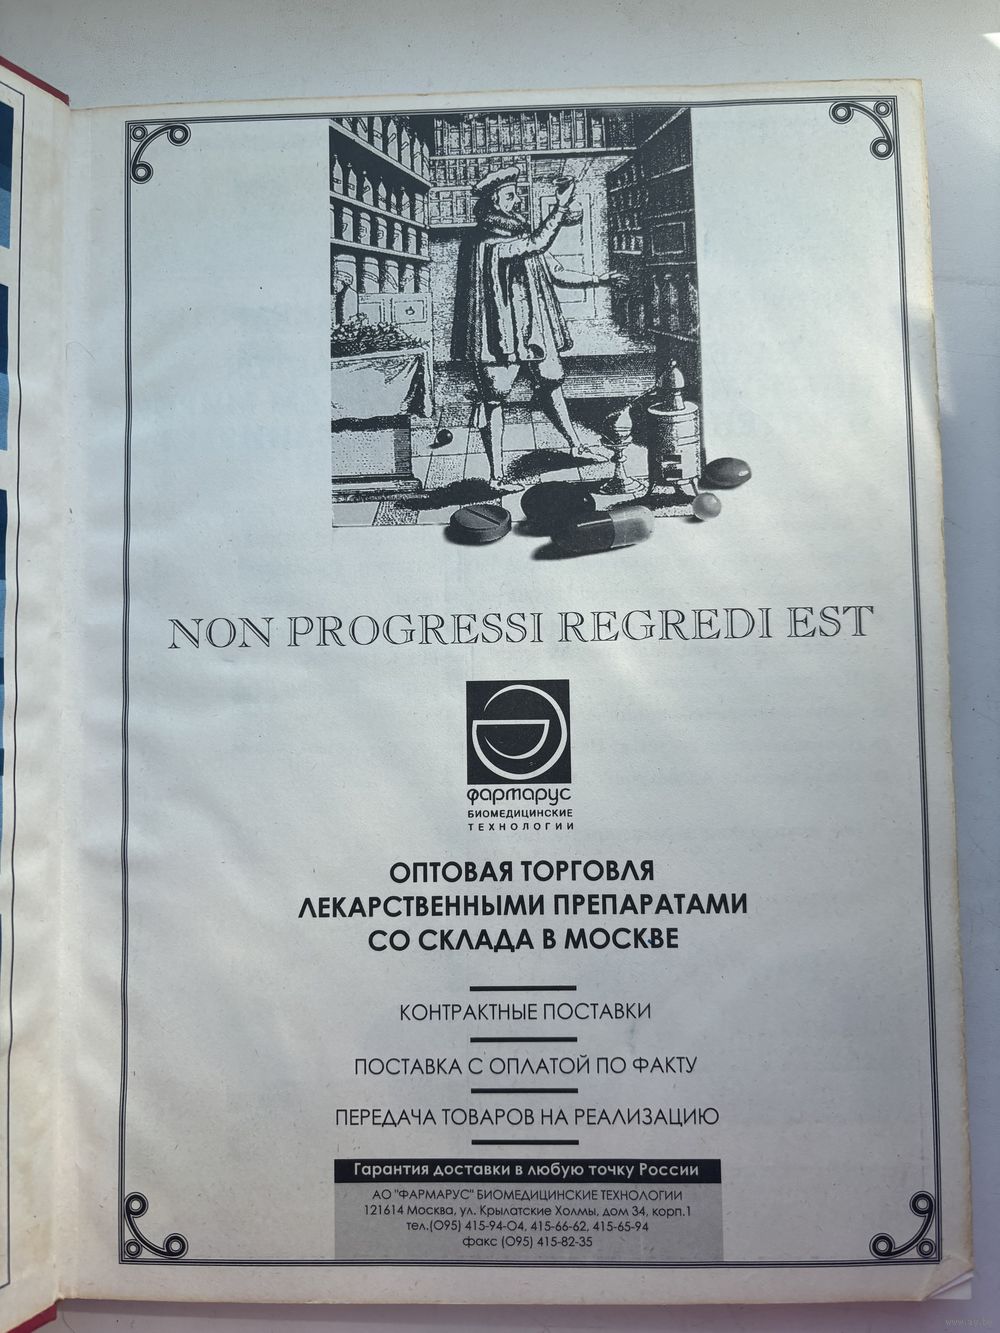 NON PROGRESSI REGREDI EST
фармарус
БИОМЕДИЦИНСКИЕ
ТЕХНОЛОГИИ
ОПТОВАЯ ТОРГОВЛЯ
ЛЕКАРСТВЕННЫМИ ПРЕПАРАТАМИ
СО СКЛАДА В МОСКВЕ
КОНТРАКТНЫЕ ПОСТАВКИ
ПОСТАВКА С ОПЛАТОЙ ПО ФАКТУ
ПЕРЕДАЧА ТОВАРОВ НА РЕАЛИЗАЦИЮ
Гарантия доставки в любую точку России
АО "ФАРМАРУС" БИОМЕДИЦИНСКИЕ ТЕХНОЛОГИИ
121614 Москва, ул. Крылатские Холмы, дом 34, корп.1
тел.(095) 415-94-04, 415-66-62, 415-65-94
факс (095) 415-82-35